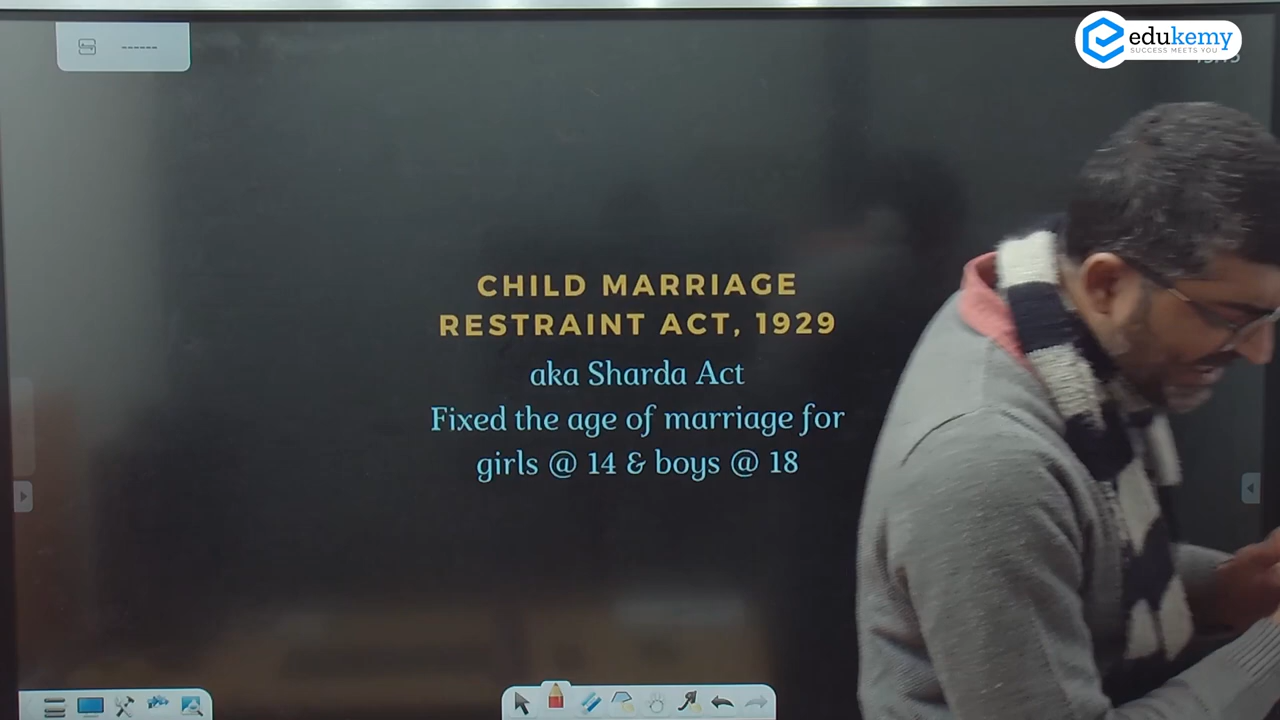 edukemy
SUCCESS MEETS YOU
CHILD MARRIAGE
RESTRAINT ACT, 1929
aka Sharda Act
Fixed the age of marriage for
girls @ 14 & boys @ 18